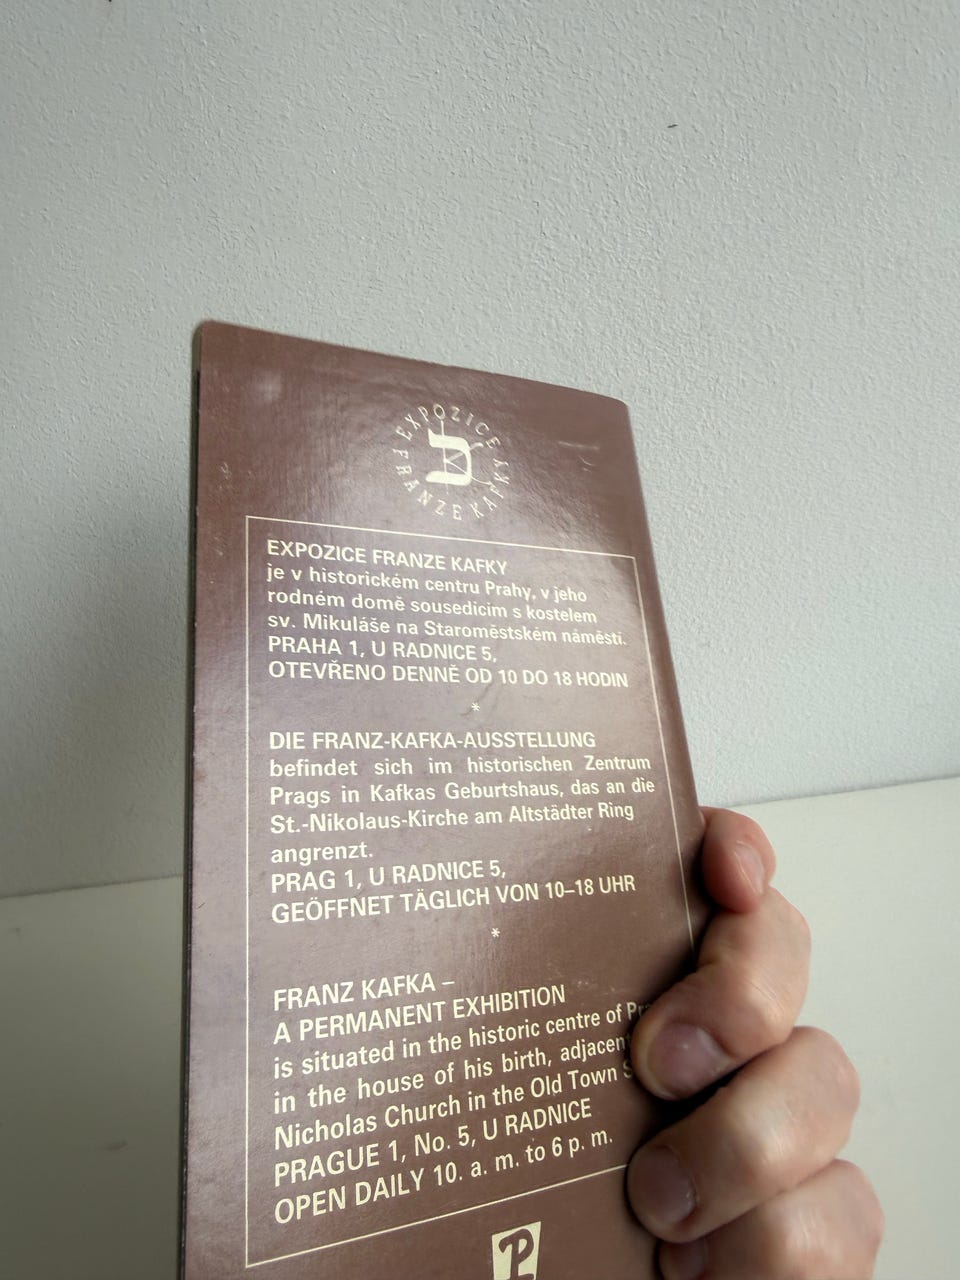 EXPOZICE FRANZE KAFKY
EXPOZICE FRANZE KAFKY
je v historickém centru Prahy, v jeho
rodném domě sousedícím s kostelem
sv. Mikuláše na Staroměstském náměstí.
PRAHA 1, U RADNICE 5,
OTEVŘENO DENNĚ OD 10 DO 18 HODIN
*
DIE FRANZ-KAFKA-AUSSTELLUNG
befindet sich im historischen Zentrum
Prags in Kafkas Geburtshaus, das an die
St.-Nikolaus-Kirche am Altstädter Ring
angrenzt.
PRAG 1, U RADNICE 5,
GEÖFFNET TÄGLICH VON 10–18 UHR
*
FRANZ KAFKA –
A PERMANENT EXHIBITION
is situated in the historic centre of
in the house of his birth, adjacent
Nicholas Church in the Old Town
PRAGUE 1, No. 5, U RADNICE
OPEN DAILY 10. a. m. to 6 p. m.
P